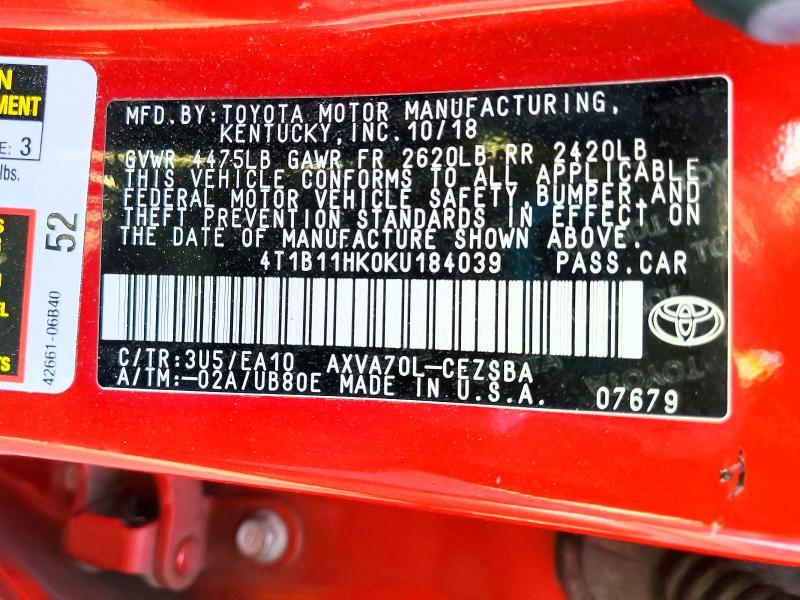 N
MENT
E: 3
lbs.
52
42661-06B40
MFD.BY:TOYOTA MOTOR MANUFACTURING,
KENTUCKY, INC.10/18
GVWR 4475LB GAWR FR 2620LB RR 2420LB
THIS VEHICLE CONFORMS TO ALL APPLICABLE
FEDERAL MOTOR VEHICLE SAFETY,BUMPER,AND
THEFT PREVENTION STANDARDS IN EFFECT ON
THE DATE OF MANUFACTURE SHOWN ABOVE.
4T1B11HK0KU184039 PASS.CAR
C/TR:3U5/EA10 AXVA70L-CEZSBA
A/TM:-02A/UB80E MADE IN U.S.A. 07679